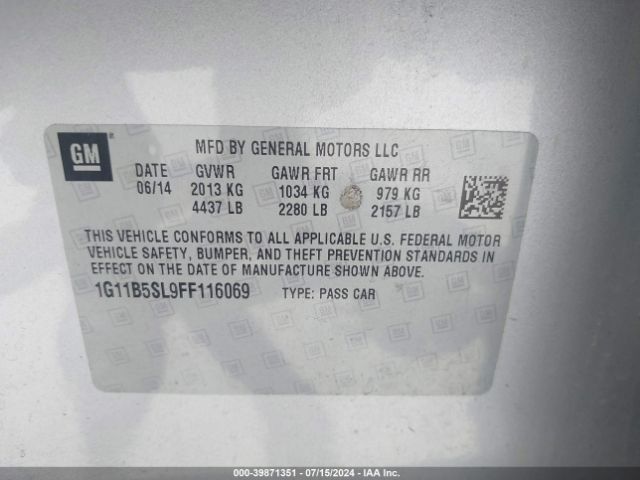 GM
MFD BY GENERAL MOTORS LLC
DATE GVWR GAWR FRT GAWR RR
06/14 2013 KG 1034 KG 979 KG
4437 LB 2280 LB 2157 LB
THIS VEHICLE CONFORMS TO ALL APPLICABLE U.S. FEDERAL MOTOR
VEHICLE SAFETY, BUMPER, AND THEFT PREVENTION STANDARDS IN
EFFECT ON THE DATE OF MANUFACTURE SHOWN ABOVE.
1G11B5SL9FF116069 TYPE: PASS CAR
000-39871351 - 07/15/2024 - IAA Inc.